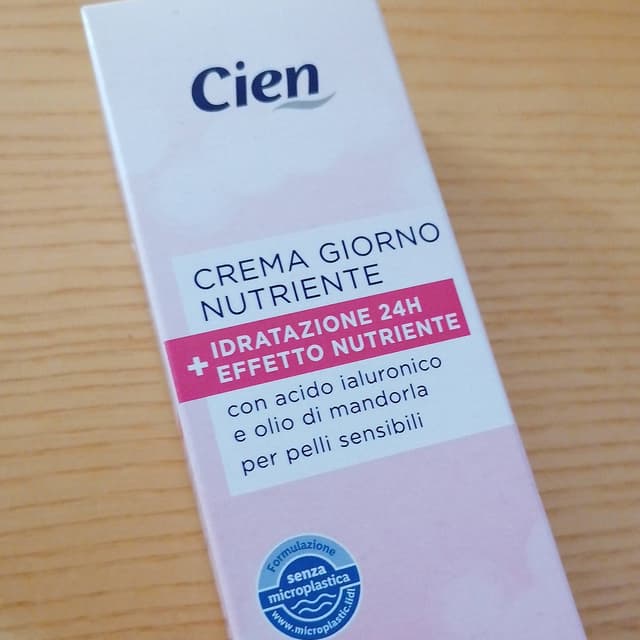 Cien
CREMA GIORNO
NUTRIENTE
+ IDRATAZIONE 24H
EFFETTO NUTRIENTE
con acido ialuronico
e olio di mandorla
per pelli sensibili
Formulazione
senza
microplastica
www.microplastic.lidl